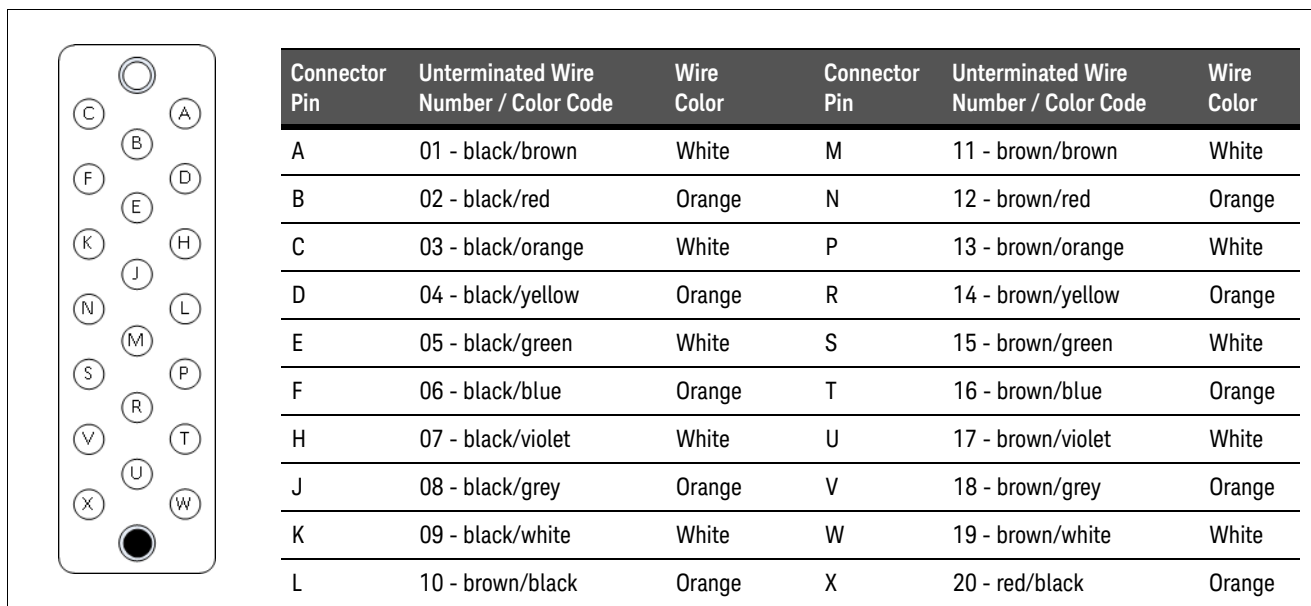 C A
B
F D
E
K H
J
N L
M
S P
R
V T
U
X W
Connector Pin Unterminated Wire Number / Color Code Wire Color Connector Pin Unterminated Wire Number / Color Code Wire Color
A 01 - black/brown White M 11 - brown/brown White
B 02 - black/red Orange N 12 - brown/red Orange
C 03 - black/orange White P 13 - brown/orange White
D 04 - black/yellow Orange R 14 - brown/yellow Orange
E 05 - black/green White S 15 - brown/green White
F 06 - black/blue Orange T 16 - brown/blue Orange
H 07 - black/violet White U 17 - brown/violet White
J 08 - black/grey Orange V 18 - brown/grey Orange
K 09 - black/white White W 19 - brown/white White
L 10 - brown/black Orange X 20 - red/black Orange